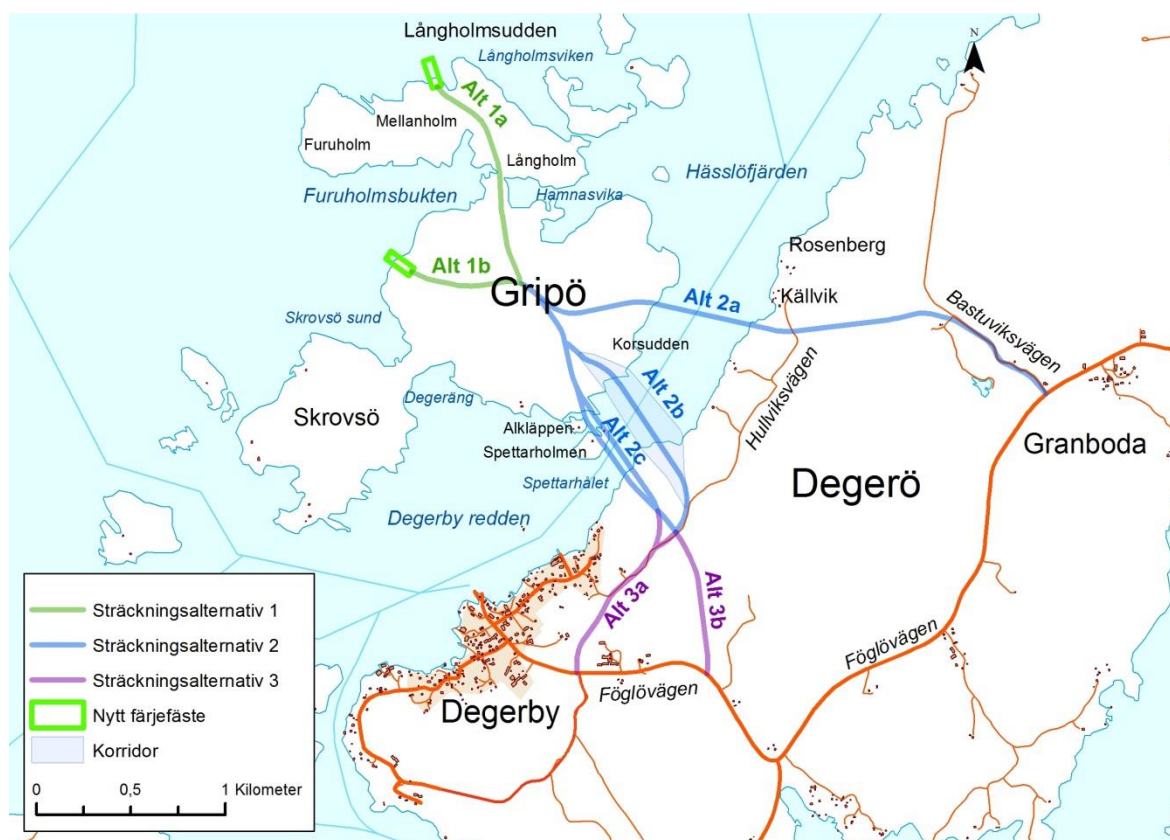 Långholmsudden
Långholmsviken
N
Alt 1a
Mellanholm
Furuholm
Långholm
Hässlöfjärden
Furuholmsbukten
Hamnasvika
Rosenberg
Alt 1b
Gripö
Källvik
Alt 2a
Bastuviksvägen
Skrovsö sund
Korsudden
Hullviksvägen
Alt 2b
Degeräng
Skrovsö
Alkläppen
Alt 2c
Spettarholmen
Granboda
Spettarhålet
Degerö
Degerby redden
Alt 3a
Alt 3b
Föglövägen
Föglövägen
Degerby
Sträckningsalternativ 1
Sträckningsalternativ 2
Sträckningsalternativ 3
Nytt färjefäste
Korridor
0 0,5 1 Kilometer